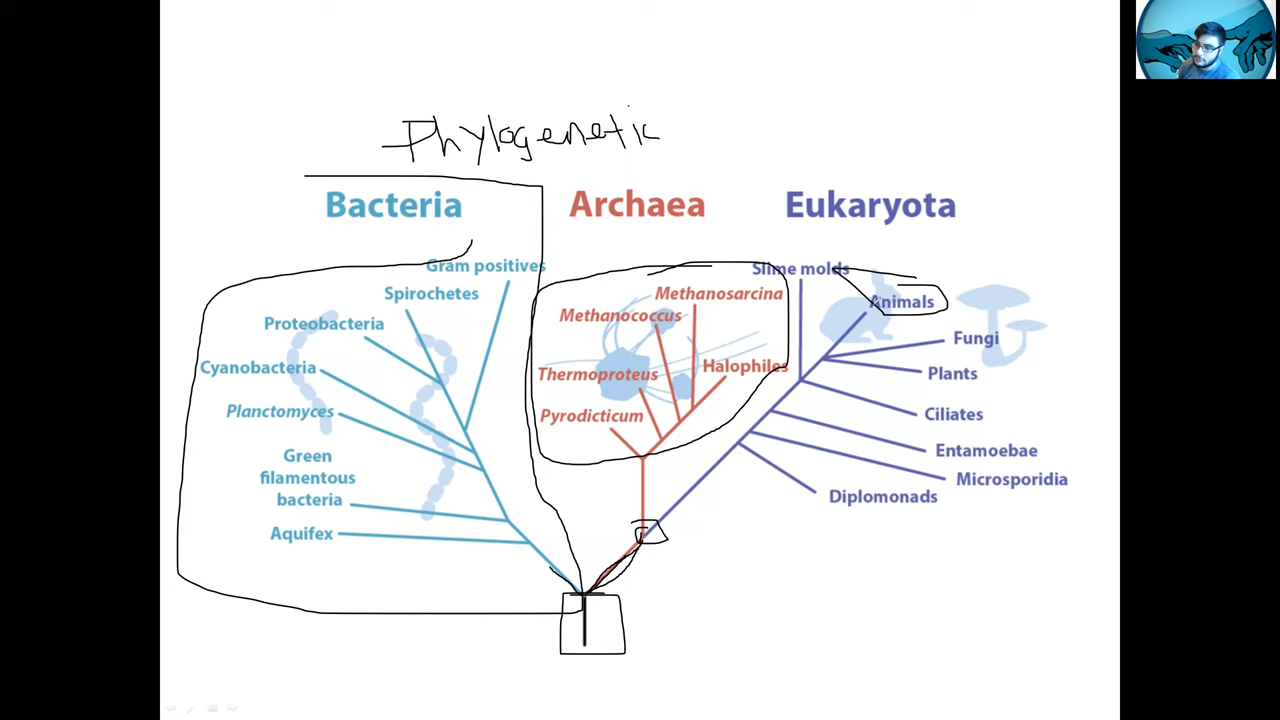 Phylogenetic
Bacteria Archaea Eukaryota
Gram positives
Spirochetes
Proteobacteria
Cyanobacteria
Planctomyces
Green
filamentous
bacteria
Aquifex
Methanosarcina
Methanococcus
Thermoproteus
Halophiles
Pyrodicticum
Slime molds
Animals
Fungi
Plants
Ciliates
Entamoebae
Microsporidia
Diplomonads